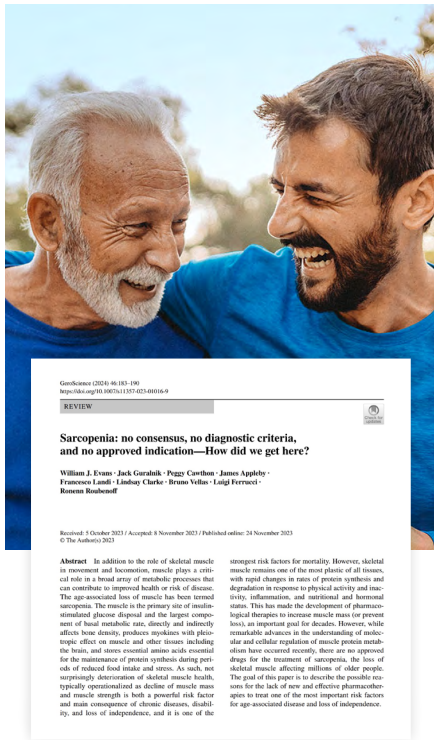 GeroScience (2024) 46:183–190
https://doi.org/10.1007/s11357-023-01016-9
REVIEW
Check for
updates
Sarcopenia: no consensus, no diagnostic criteria,
and no approved indication—How did we get here?
William J. Evans · Jack Guralnik · Peggy Cawthon · James Appleby ·
Francesco Landi · Lindsay Clarke · Bruno Vellas · Luigi Ferrucci ·
Ronenn Roubenoff
Received: 5 October 2023 / Accepted: 8 November 2023 / Published online: 24 November 2023
© The Author(s) 2023
Abstract In addition to the role of skeletal muscle
in movement and locomotion, muscle plays a criti-
cal role in a broad array of metabolic processes that
can contribute to improved health or risk of disease.
The age-associated loss of muscle has been termed
sarcopenia. The muscle is the primary site of insulin-
stimulated glucose disposal and the largest compo-
nent of basal metabolic rate, directly and indirectly
affects bone density, produces myokines with pleio-
tropic effect on muscle and other tissues including
the brain, and stores essential amino acids essential
for the maintenance of protein synthesis during peri-
ods of reduced food intake and stress. As such, not
surprisingly deterioration of skeletal muscle health,
typically operationalized as decline of muscle mass
and muscle strength is both a powerful risk factor
and main consequence of chronic diseases, disabil-
ity, and loss of independence, and it is one of the
strongest risk factors for mortality. However, skeletal
muscle remains one of the most plastic of all tissues,
with rapid changes in rates of protein synthesis and
degradation in response to physical activity and inac-
tivity, inflammation, and nutritional and hormonal
status. This has made the development of pharmaco-
logical therapies to increase muscle mass (or prevent
loss), an important goal for decades. However, while
remarkable advances in the understanding of molec-
ular and cellular regulation of muscle protein metab-
olism have occurred recently, there are no approved
drugs for the treatment of sarcopenia, the loss of
skeletal muscle affecting millions of older people.
The goal of this paper is to describe the possible rea-
sons for the lack of new and effective pharmacother-
apies to treat one of the most important risk factors
for age-associated disease and loss of independence.